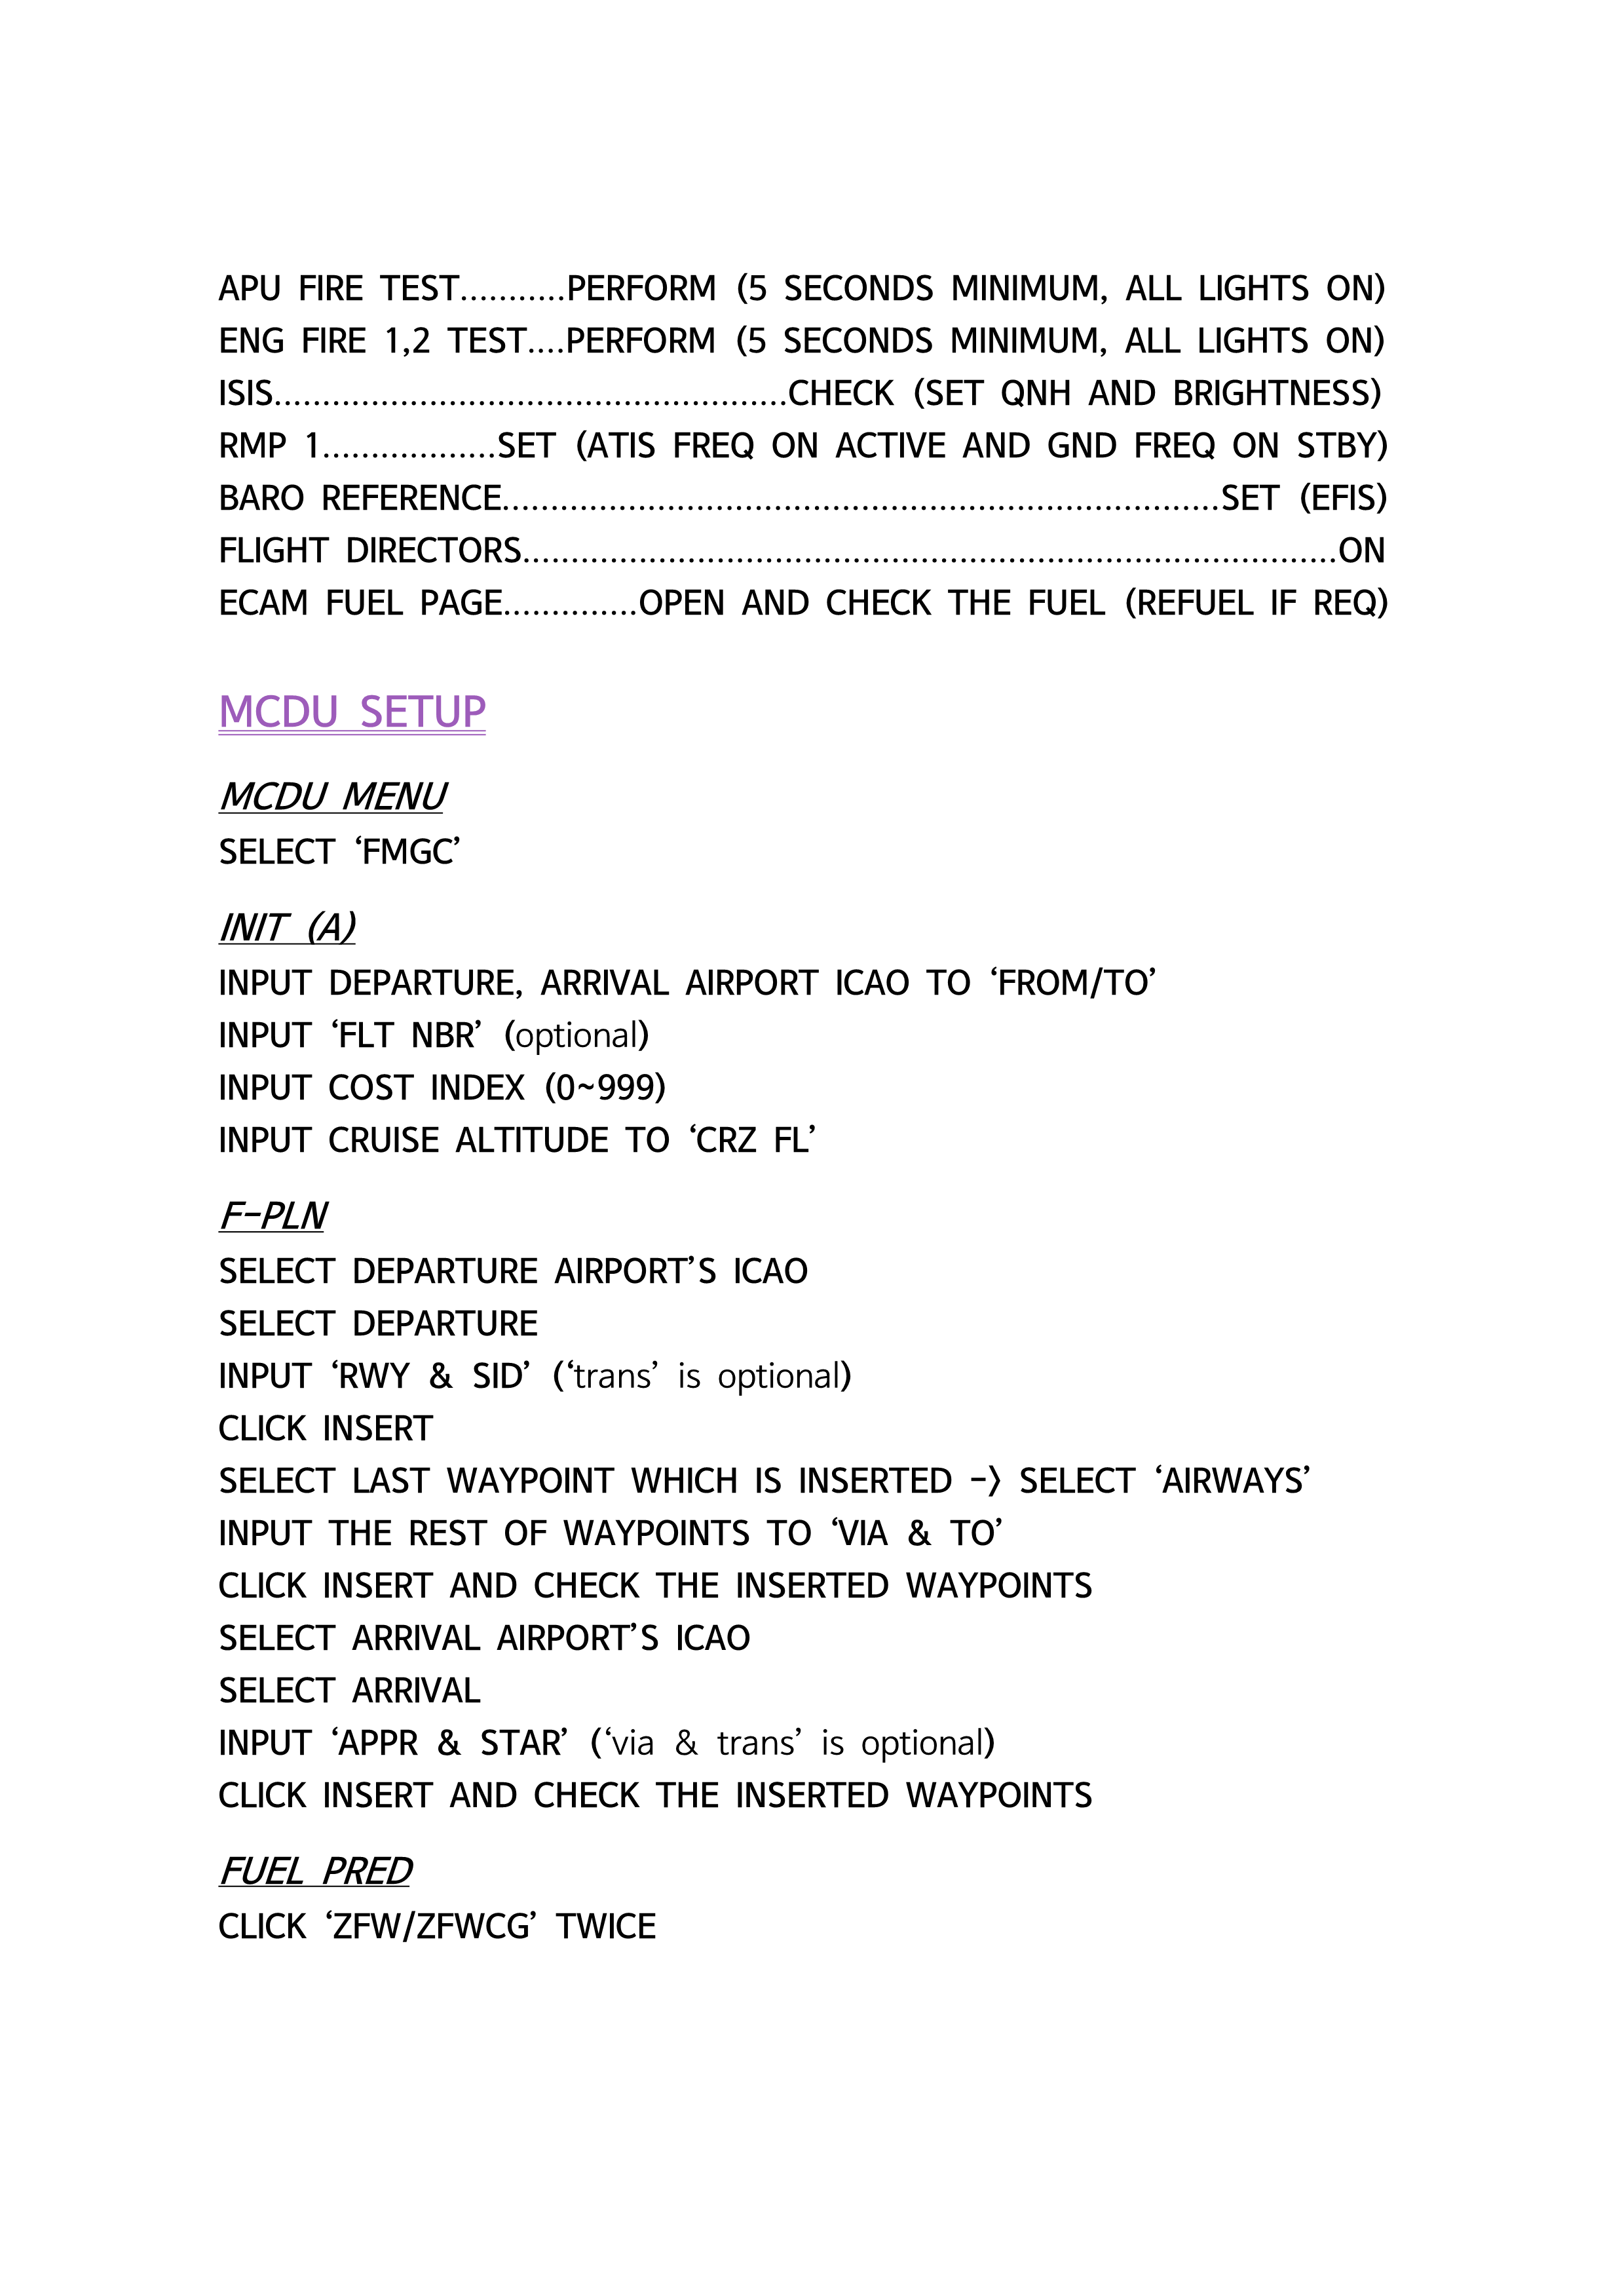 APU FIRE TEST...........PERFORM (5 SECONDS MINIMUM, ALL LIGHTS ON)
ENG FIRE 1,2 TEST....PERFORM (5 SECONDS MINIMUM, ALL LIGHTS ON)
ISIS.....................................................CHECK (SET QNH AND BRIGHTNESS)
RMP 1..................SET (ATIS FREQ ON ACTIVE AND GND FREQ ON STBY)
BARO REFERENCE..........................................................................SET (EFIS)
FLIGHT DIRECTORS....................................................................................ON
ECAM FUEL PAGE..............OPEN AND CHECK THE FUEL (REFUEL IF REQ)
MCDU SETUP
MCDU MENU
SELECT ‘FMGC’
INIT (A)
INPUT DEPARTURE, ARRIVAL AIRPORT ICAO TO ‘FROM/TO’
INPUT ‘FLT NBR’ (optional)
INPUT COST INDEX (0~999)
INPUT CRUISE ALTITUDE TO ‘CRZ FL’
F-PLN
SELECT DEPARTURE AIRPORT’S ICAO
SELECT DEPARTURE
INPUT ‘RWY & SID’ (‘trans’ is optional)
CLICK INSERT
SELECT LAST WAYPOINT WHICH IS INSERTED -> SELECT ‘AIRWAYS’
INPUT THE REST OF WAYPOINTS TO ‘VIA & TO’
CLICK INSERT AND CHECK THE INSERTED WAYPOINTS
SELECT ARRIVAL AIRPORT’S ICAO
SELECT ARRIVAL
INPUT ‘APPR & STAR’ (‘via & trans’ is optional)
CLICK INSERT AND CHECK THE INSERTED WAYPOINTS
FUEL PRED
CLICK ‘ZFW/ZFWCG’ TWICE